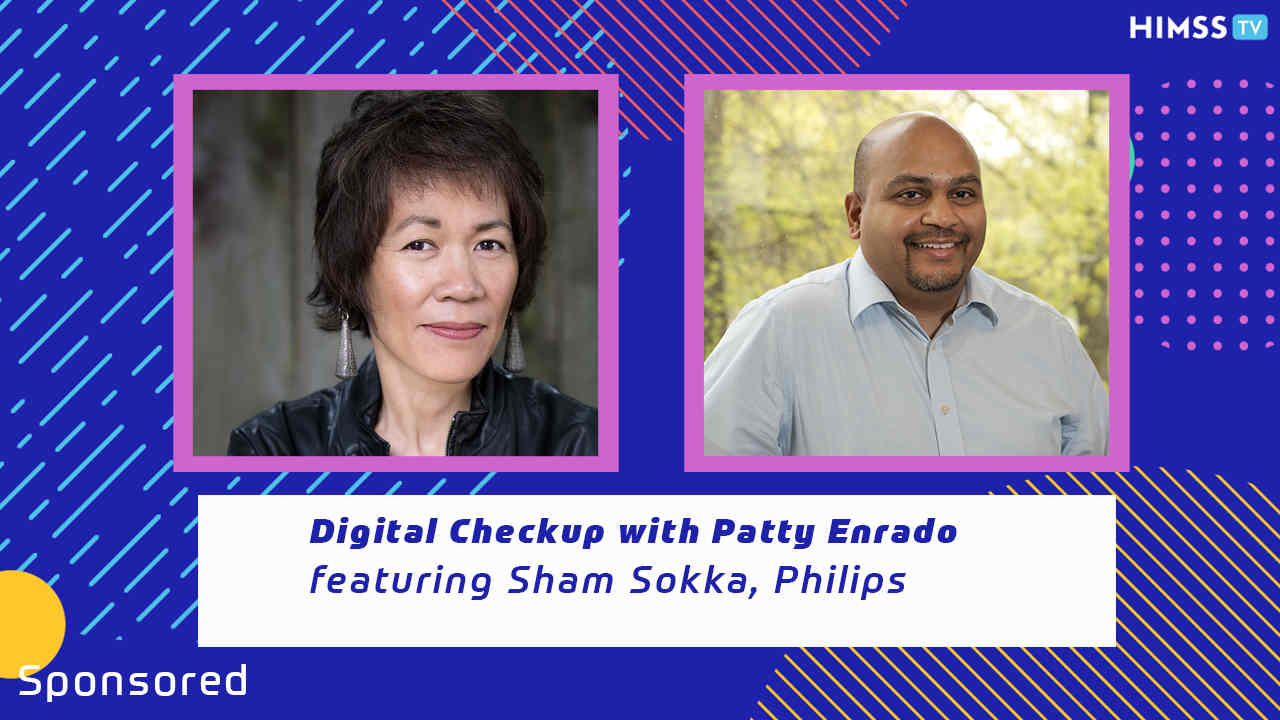 HIMSS TV
Digital Checkup with Patty Enrado
featuring Sham Sokka, Philips
Sponsored